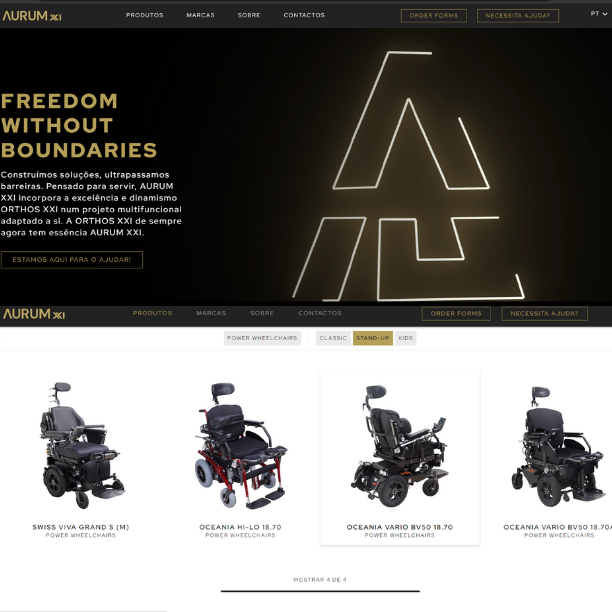 AURUM XXI PRODUTOS MARCAS SOBRE CONTACTOS ORDER FORMS NECESSITA AJUDA? PT
FREEDOM
WITHOUT
BOUNDARIES
Construímos soluções, ultrapassamos
barreiras. Pensado para servir, AURUM
XXI incorpora a excelência e dinamismo
ORTHOS XXI num projeto multifuncional
adaptado a si. A ORTHOS XXI de sempre
agora tem essência AURUM XXI.
ESTAMOS AQUI PARA O AJUDAR!
AURUM XXI PRODUTOS MARCAS SOBRE CONTACTOS ORDER FORMS NECESSITA AJUDA?
POWER WHEELCHAIRS CLASSIC STAND-UP KIDS
SWISS VIVA GRAND S (M) OCEANIA HI-LO 18.70 OCEANIA VARIO BV50 18.70 OCEANIA VARIO BV50 18.70A
POWER WHEELCHAIRS POWER WHEELCHAIRS POWER WHEELCHAIRS POWER WHEELCHAIRS
MOSTRAR 4 DE 4